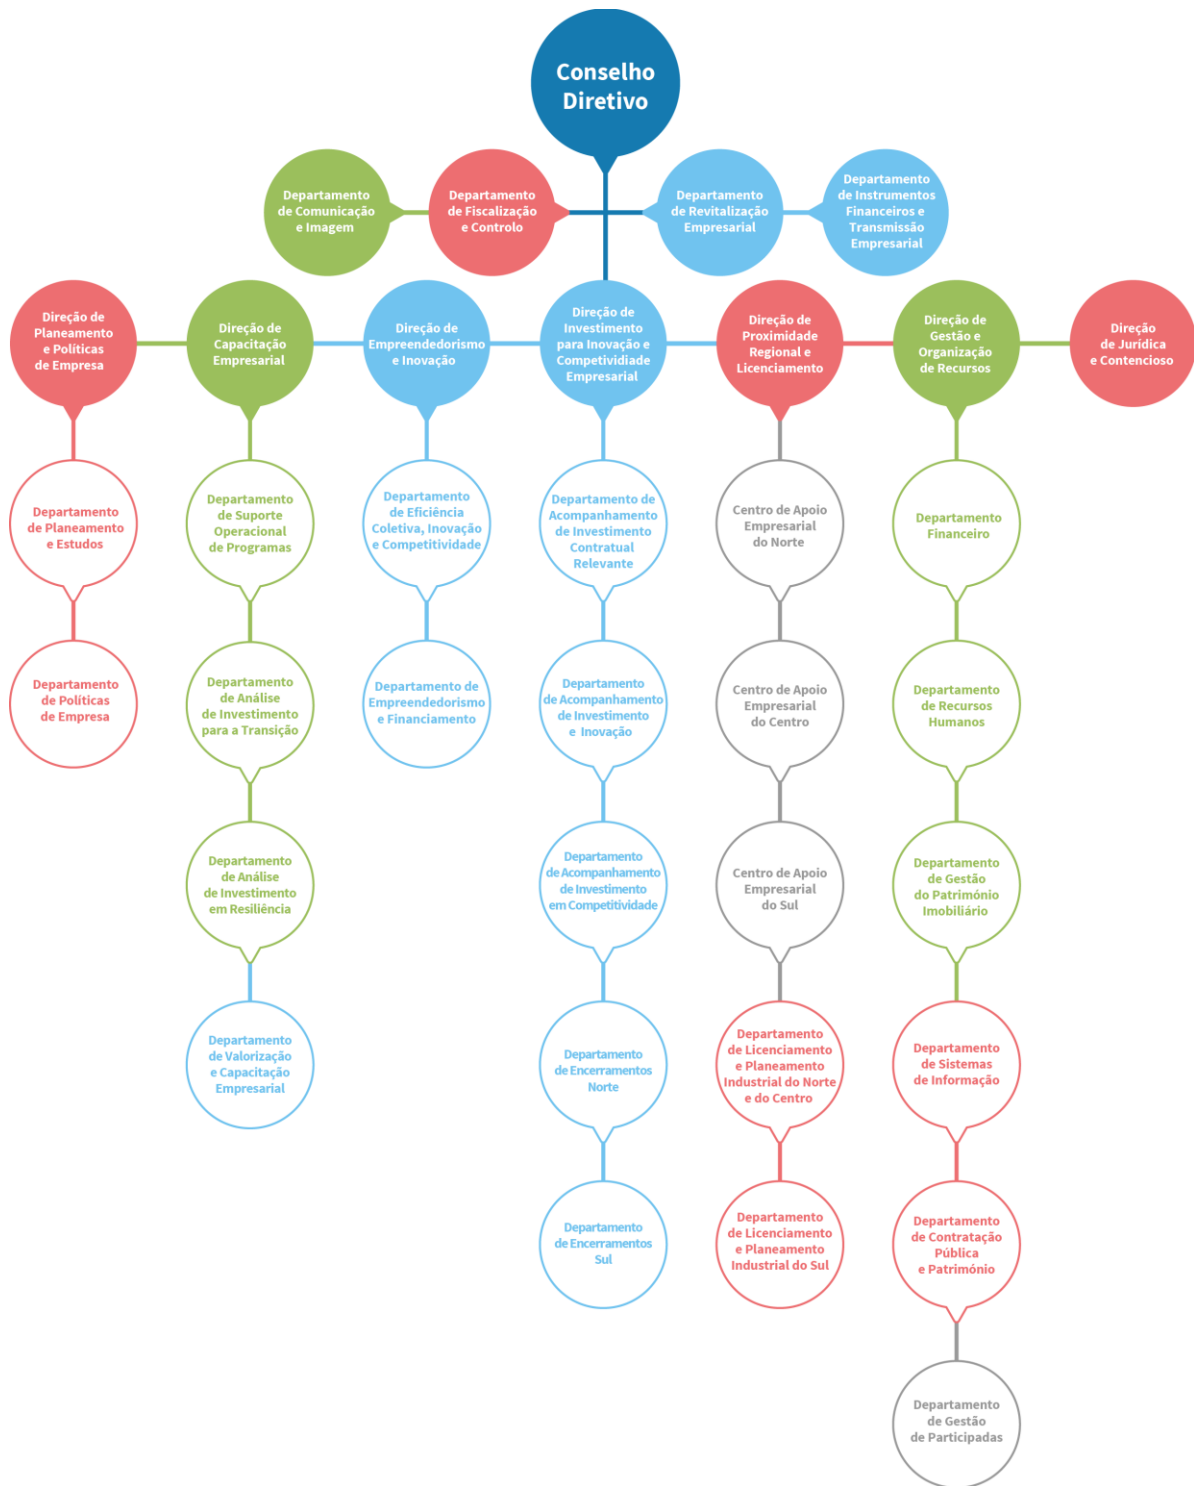 Conselho
Diretivo
Departamento
de Comunicação
e Imagem
Departamento
de Fiscalização
e Controlo
Departamento
de Revitalização
Empresarial
Departamento
de Instrumentos
Financeiros e
Transmissão
Empresarial
Direção de
Planeamento
e Políticas
de Empresa
Direção de
Capacitação
Empresarial
Direção de
Empreendedorismo
e Inovação
Direção de
Investimento
para Inovação e
Competividiade
Empresarial
Direção de
Proximidade
Regional e
Licenciamento
Direção de
Gestão e
Organização
de Recursos
Direção
de Jurídica
e Contencioso
Departamento
de Planeamento
e Estudos
Departamento
de Suporte
Operacional
de Programas
Departamento
de Eficiência
Coletiva, Inovação
e Competitividade
Departamento de
Acompanhamento
de Investimento
Contratual
Relevante
Centro de Apoio
Empresarial
do Norte
Departamento
Financeiro
Departamento
de Políticas
de Empresa
Departamento
de Análise
de Investimento
para a Transição
Departamento de
Empreendedorismo
e Financiamento
Departamento
de Acompanhamento
de Investimento
e Inovação
Centro de Apoio
Empresarial
do Centro
Departamento
de Recursos
Humanos
Departamento
de Análise
de Investimento
em Resiliência
Departamento
de Acompanhamento
de Investimento
em Competitividade
Centro de Apoio
Empresarial
do Sul
Departamento
de Gestão
do Património
Imobiliário
Departamento
de Valorização
e Capacitação
Empresarial
Departamento
de Encerramentos
Norte
Departamento
de Licenciamento
e Planeamento
Industrial do Norte
e do Centro
Departamento
de Sistemas
de Informação
Departamento
de Encerramentos
Sul
Departamento
de Licenciamento
e Planeamento
Industrial do Sul
Departamento
de Contratação
Pública
e Património
Departamento
de Gestão
de Participadas